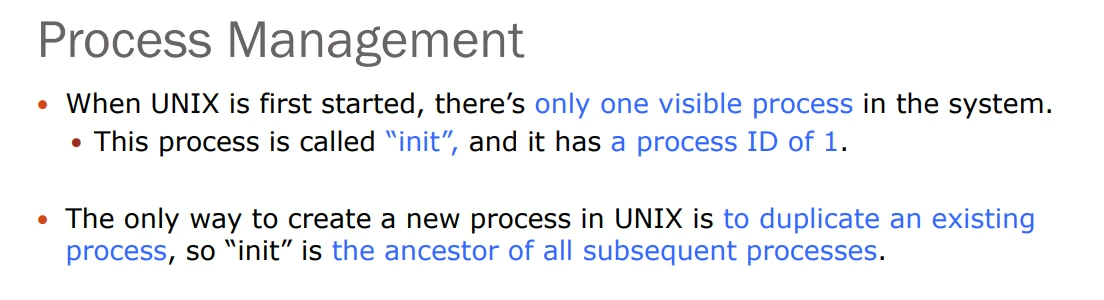 Process Management
• When UNIX is first started, there’s only one visible process in the system.
• This process is called “init”, and it has a process ID of 1.
• The only way to create a new process in UNIX is to duplicate an existing
process, so “init” is the ancestor of all subsequent processes.